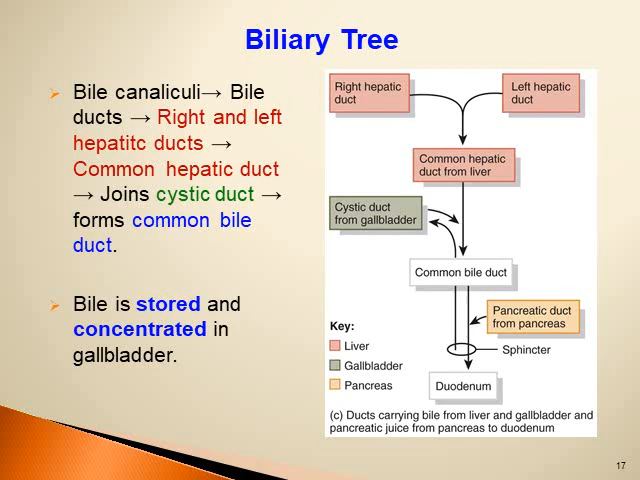 Biliary Tree
➢ Bile canaliculi→ Bile
ducts → Right and left
hepatitc ducts →
Common hepatic duct
→ Joins cystic duct →
forms common bile
duct.
➢ Bile is stored and
concentrated in
gallbladder.
Right hepatic
duct
Left hepatic
duct
Common hepatic
duct from liver
Cystic duct
from gallbladder
Common bile duct
Pancreatic duct
from pancreas
Key:
Liver
Gallbladder
Pancreas
Sphincter
Duodenum
(c) Ducts carrying bile from liver and gallbladder and
pancreatic juice from pancreas to duodenum
17